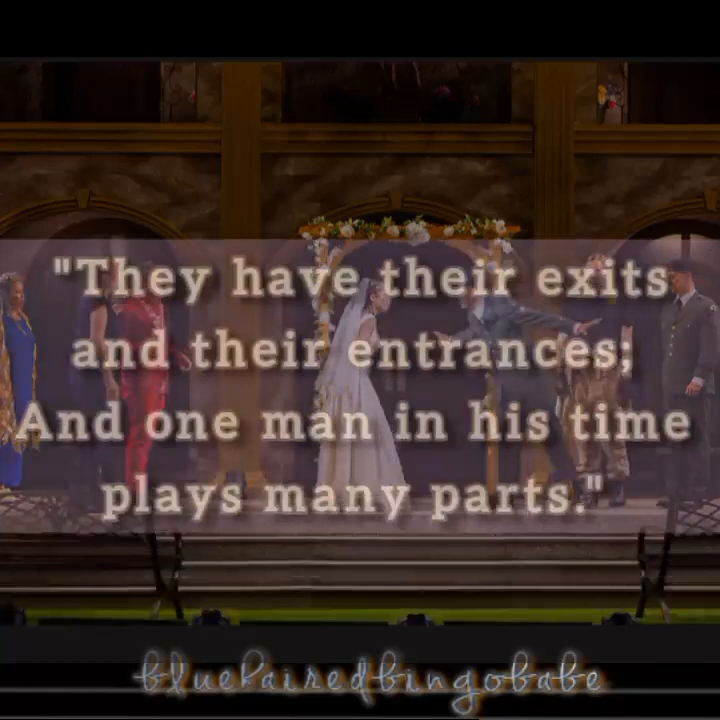 "They have their exits
and their entrances;
And one man in his time
plays many parts."
bluehairedbingobabe